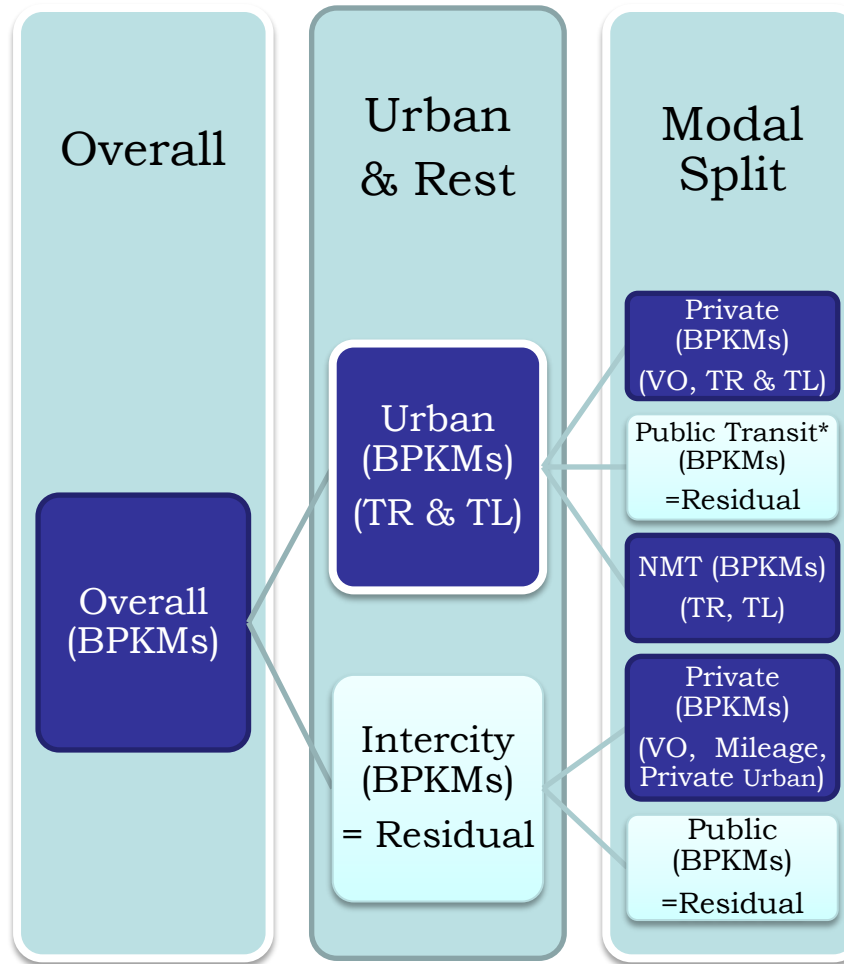 Overall
Overall
(BPKMs)
Urban
& Rest
Urban
(BPKMs)
(TR & TL)
Intercity
(BPKMs)
= Residual
Modal
Split
Private
(BPKMs)
(VO, TR & TL)
Public Transit*
(BPKMs)
=Residual
NMT (BPKMs)
(TR, TL)
Private
(BPKMs)
(VO, Mileage,
Private Urban)
Public
(BPKMs)
=Residual